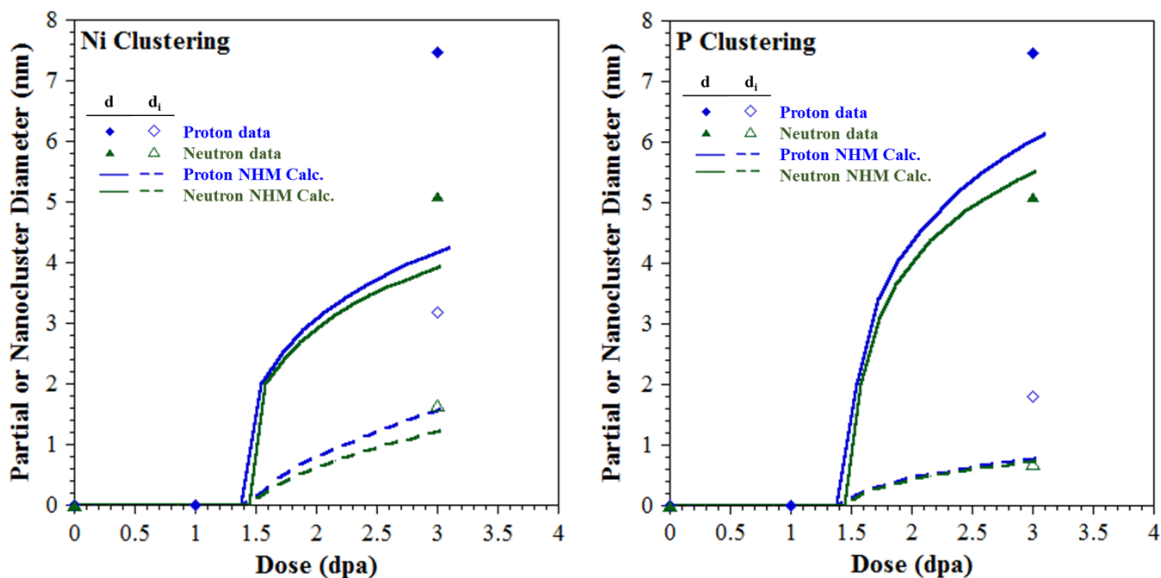 Ni Clustering
d di
Proton data
Neutron data
Proton NHM Calc.
Neutron NHM Calc.
Partial or Nanocluster Diameter (nm)
8
7
6
5
4
3
2
1
0
0 0.5 1 1.5 2 2.5 3 3.5 4
Dose (dpa)
P Clustering
d di
Proton data
Neutron data
Proton NHM Calc.
Neutron NHM Calc.
Partial or Nanocluster Diameter (nm)
8
7
6
5
4
3
2
1
0
0 0.5 1 1.5 2 2.5 3 3.5 4
Dose (dpa)